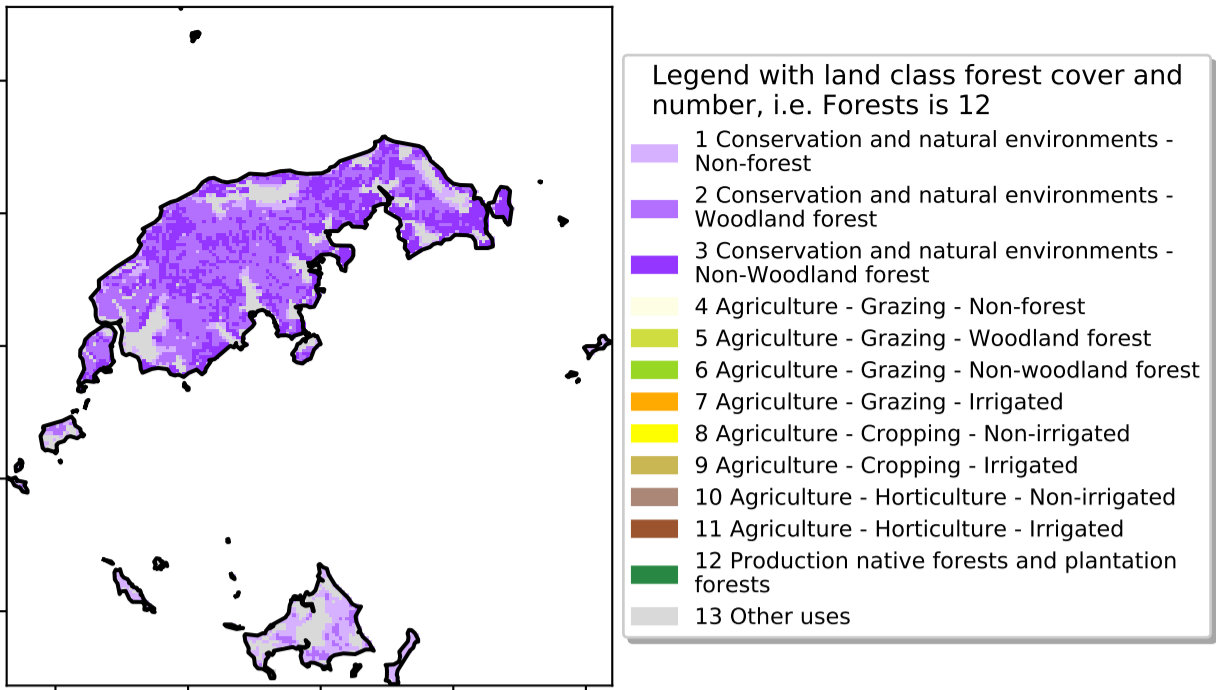 Legend with land class forest cover and
number, i.e. Forests is 12
1 Conservation and natural environments -
Non-forest
2 Conservation and natural environments -
Woodland forest
3 Conservation and natural environments -
Non-Woodland forest
4 Agriculture - Grazing - Non-forest
5 Agriculture - Grazing - Woodland forest
6 Agriculture - Grazing - Non-woodland forest
7 Agriculture - Grazing - Irrigated
8 Agriculture - Cropping - Non-irrigated
9 Agriculture - Cropping - Irrigated
10 Agriculture - Horticulture - Non-irrigated
11 Agriculture - Horticulture - Irrigated
12 Production native forests and plantation
forests
13 Other uses